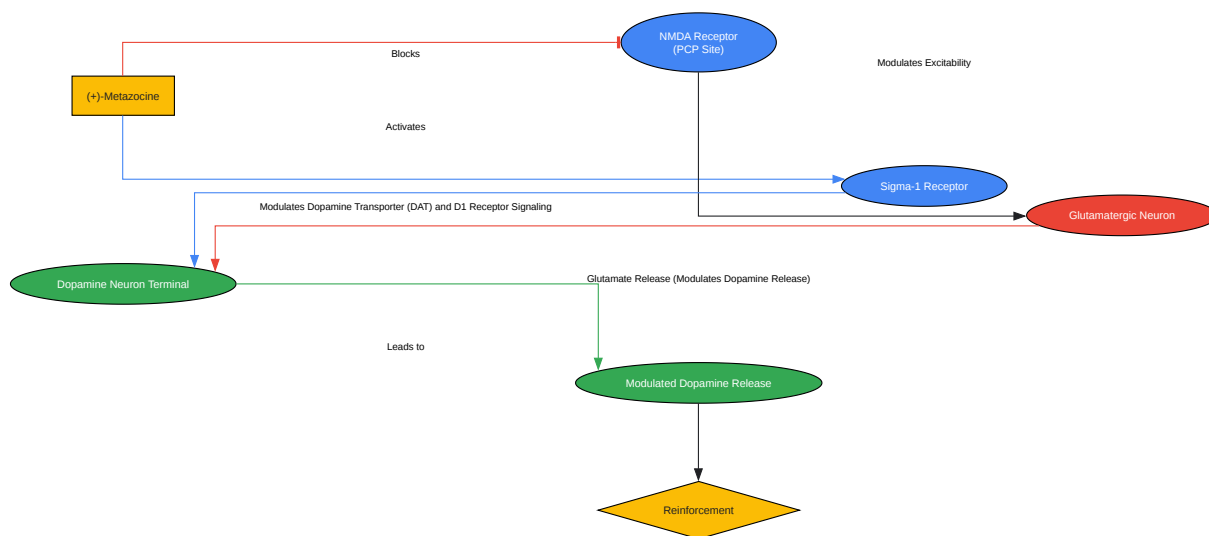 NMDA Receptor
(PCP Site)
Blocks
Modulates Excitability
(+)-Metazocine
Activates
Sigma-1 Receptor
Modulates Dopamine Transporter (DAT) and D1 Receptor Signaling
Glutamatergic Neuron
Dopamine Neuron Terminal
Glutamate Release (Modulates Dopamine Release)
Leads to
Modulated Dopamine Release
Reinforcement